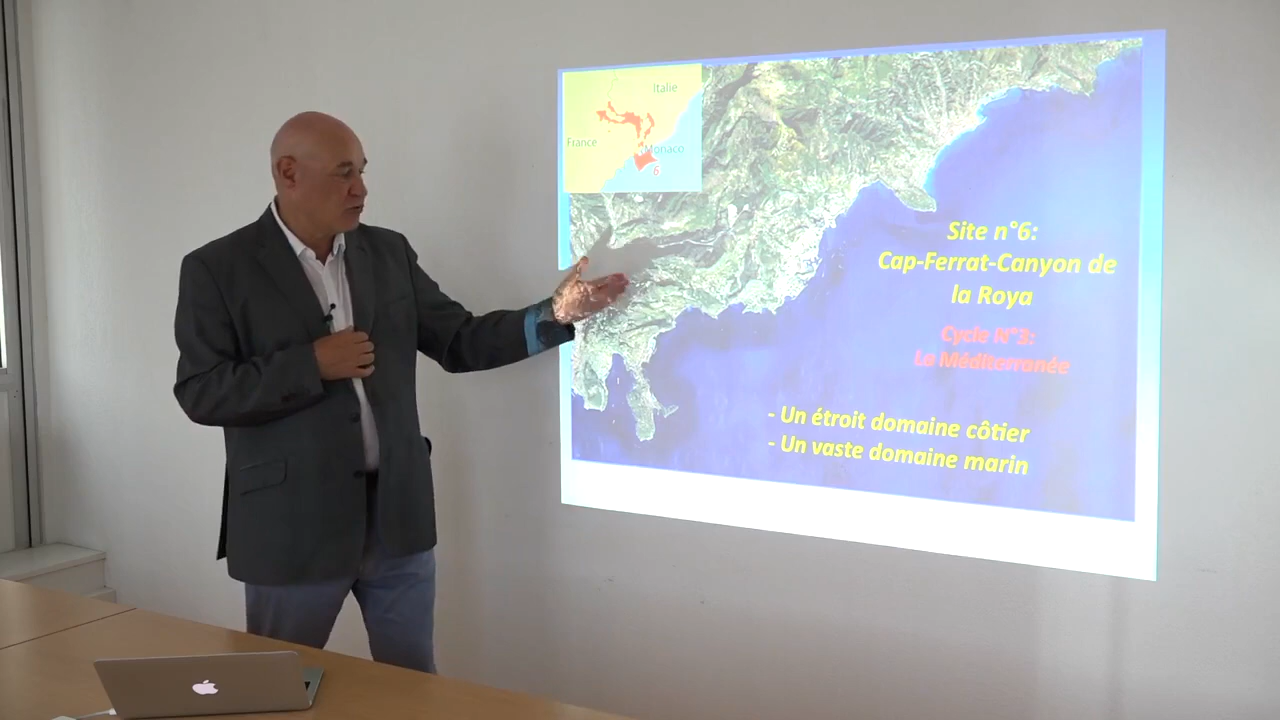 Italie
France
Monaco
6
Site n°6:
Cap-Ferrat-Canyon de
la Roya
Cycle N°3:
La Méditerranée
- Un étroit domaine côtier
- Un vaste domaine marin